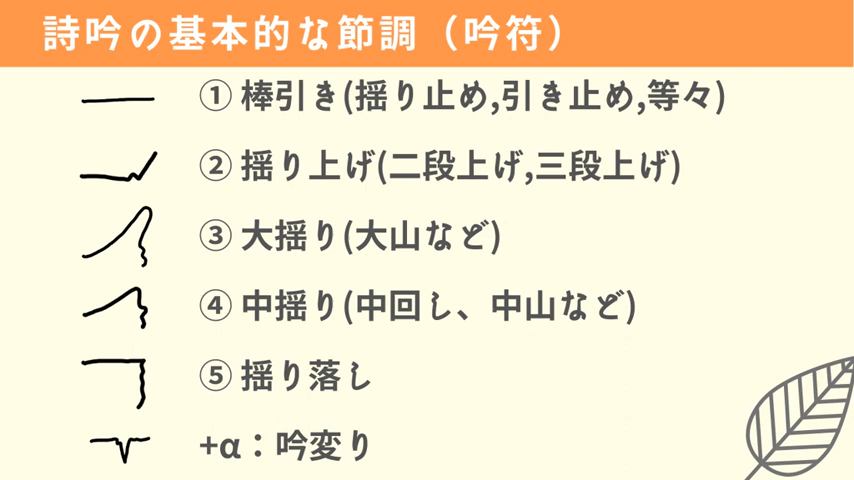 詩吟の基本的な節調（吟符）
① 棒引き(揺り止め,引き止め,等々)
② 揺り上げ(二段上げ,三段上げ)
③ 大揺り(大山など)
④ 中揺り(中回し、中山など)
⑤ 揺り落し
+α：吟変り